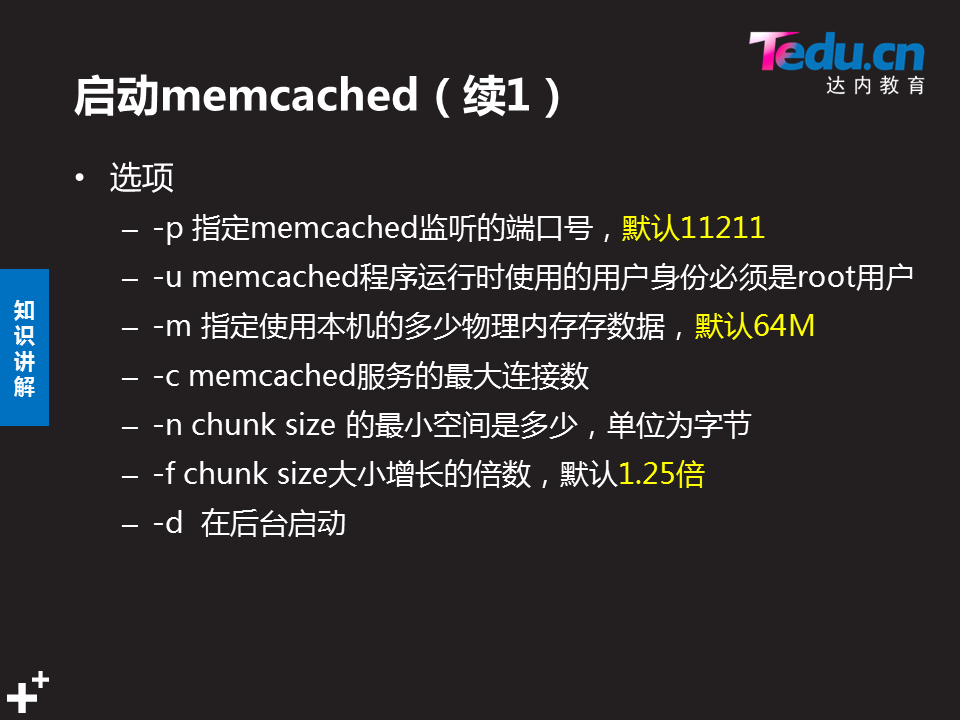 Tedu.cn
达内教育
启动memcached（续1）
• 选项
– -p 指定memcached监听的端口号，默认11211
– -u memcached程序运行时使用的用户身份必须是root用户
– -m 指定使用本机的多少物理内存存数据，默认64M
– -c memcached服务的最大连接数
– -n chunk size 的最小空间是多少，单位为字节
– -f chunk size大小增长的倍数，默认1.25倍
– -d 在后台启动
知识讲解